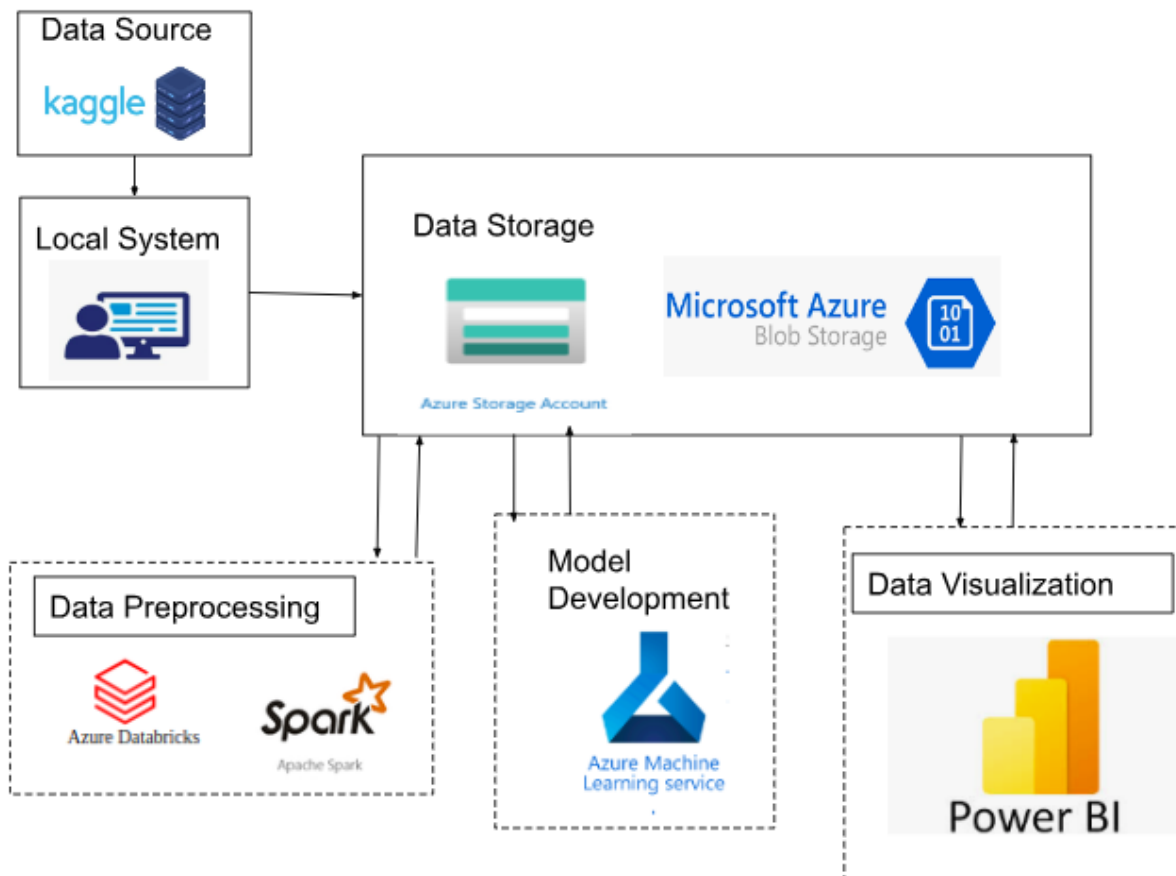 Data Source
kaggle
Local System
Data Storage
Microsoft Azure
Blob Storage
10
01
Azure Storage Account
Data Preprocessing
Azure Databricks
Spark
Apache Spark
Model
Development
Azure Machine
Learning service
Data Visualization
Power BI